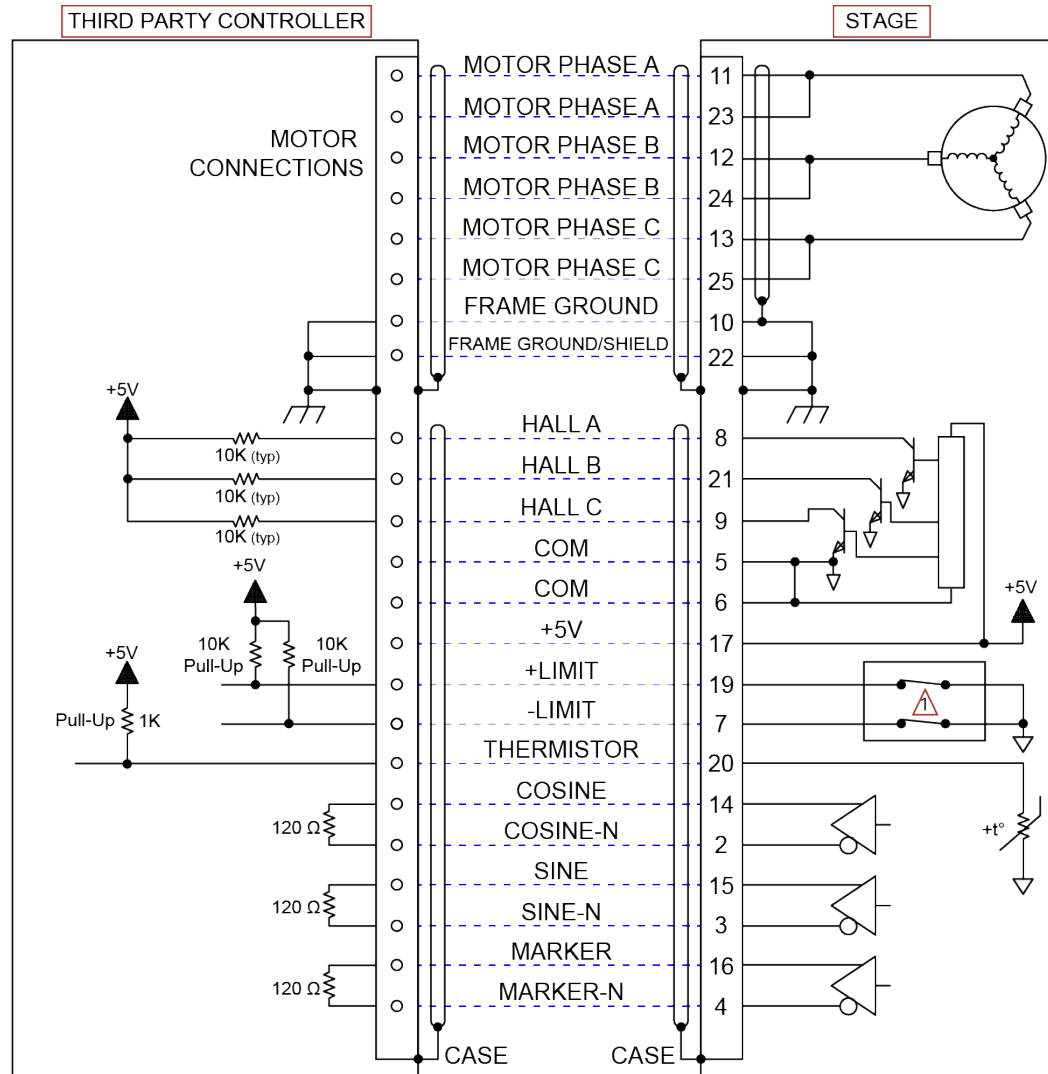 THIRD PARTY CONTROLLER
STAGE
MOTOR CONNECTIONS
MOTOR PHASE A
11
MOTOR PHASE A
23
MOTOR PHASE B
12
MOTOR PHASE B
24
MOTOR PHASE C
13
MOTOR PHASE C
25
FRAME GROUND
10
FRAME GROUND/SHIELD
22
+5V
10K (typ)
10K (typ)
10K (typ)
HALL A
8
HALL B
21
HALL C
9
COM
5
COM
6
+5V
17
+5V
+5V
10K
Pull-Up
10K
Pull-Up
+LIMIT
19
-LIMIT
7
1
+5V
Pull-Up
1K
THERMISTOR
20
+t°
COSINE
14
120 Ω
COSINE-N
2
SINE
15
120 Ω
SINE-N
3
MARKER
16
120 Ω
MARKER-N
4
CASE
CASE